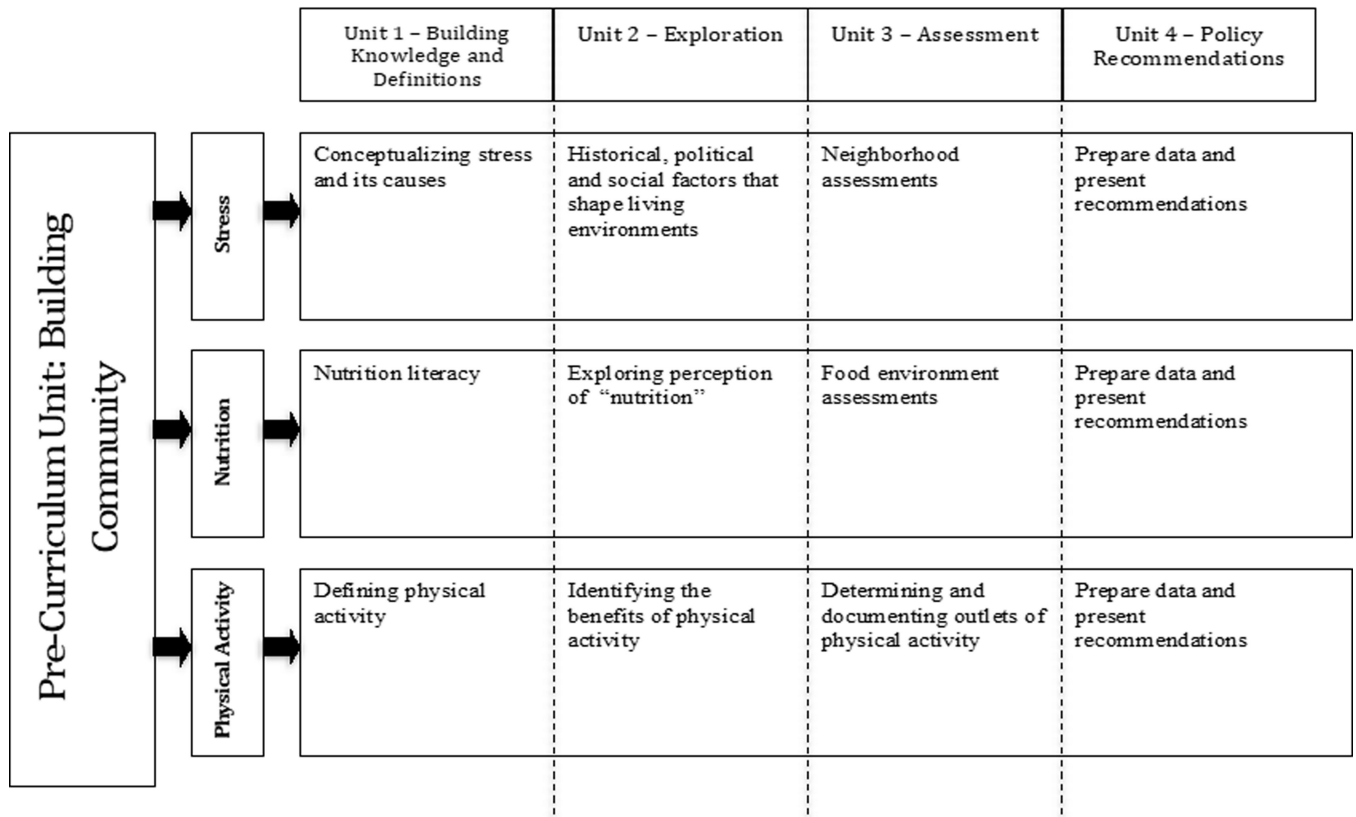 Unit 1 – Building
Knowledge and
Definitions
Unit 2 – Exploration
Unit 3 – Assessment
Unit 4 – Policy
Recommendations
Pre-Curriculum Unit: Building
Community
Stress
Conceptualizing stress
and its causes
Historical, political
and social factors that
shape living
environments
Neighborhood
assessments
Prepare data and
present
recommendations
Nutrition
Nutrition literacy
Exploring perception
of “nutrition”
Food environment
assessments
Prepare data and
present
recommendations
Physical Activity
Defining physical
activity
Identifying the
benefits of physical
activity
Determining and
documenting outlets of
physical activity
Prepare data and
present
recommendations